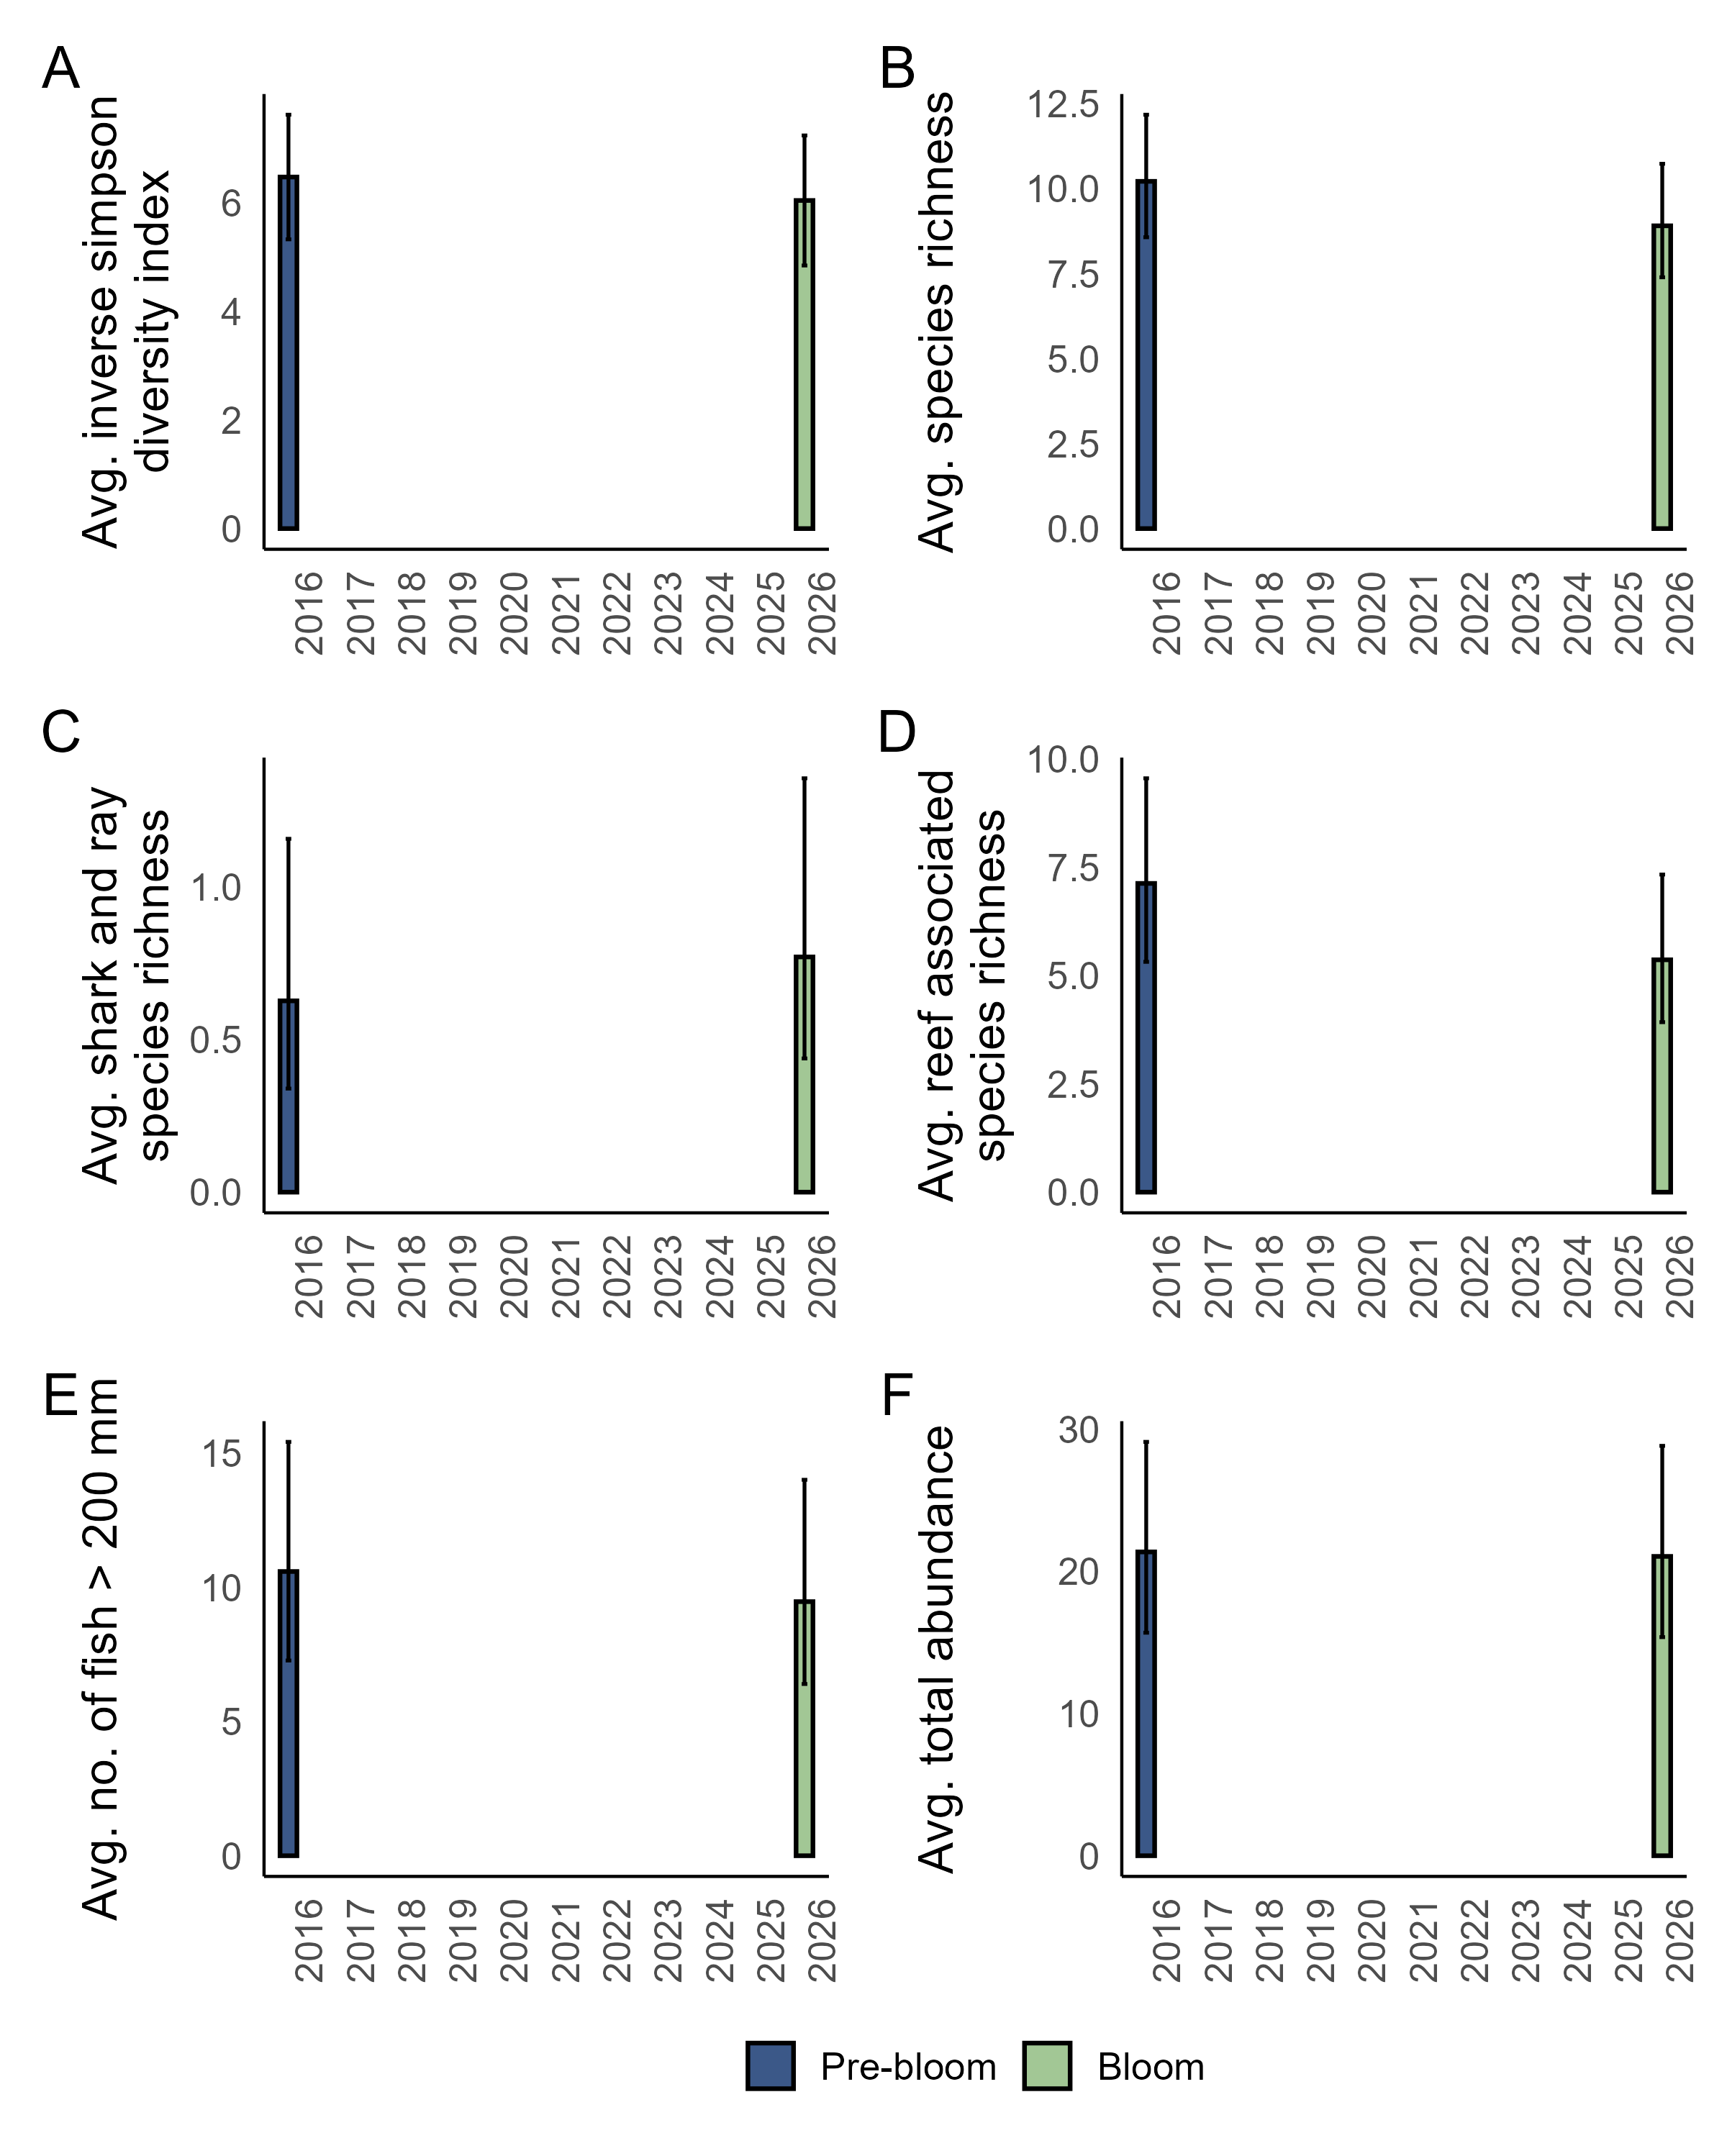 A
Avg. inverse simpson
diversity index
6
4
2
0
2016 2017 2018 2019 2020 2021 2022 2023 2024 2025 2026
B
Avg. species richness
12.5
10.0
7.5
5.0
2.5
0.0
2016 2017 2018 2019 2020 2021 2022 2023 2024 2025 2026
C
Avg. shark and ray
species richness
1.0
0.5
0.0
2016 2017 2018 2019 2020 2021 2022 2023 2024 2025 2026
D
Avg. reef associated
species richness
10.0
7.5
5.0
2.5
0.0
2016 2017 2018 2019 2020 2021 2022 2023 2024 2025 2026
E
Avg. no. of fish > 200 mm
15
10
5
0
2016 2017 2018 2019 2020 2021 2022 2023 2024 2025 2026
F
Avg. total abundance
30
20
10
0
2016 2017 2018 2019 2020 2021 2022 2023 2024 2025 2026
Pre-bloom Bloom